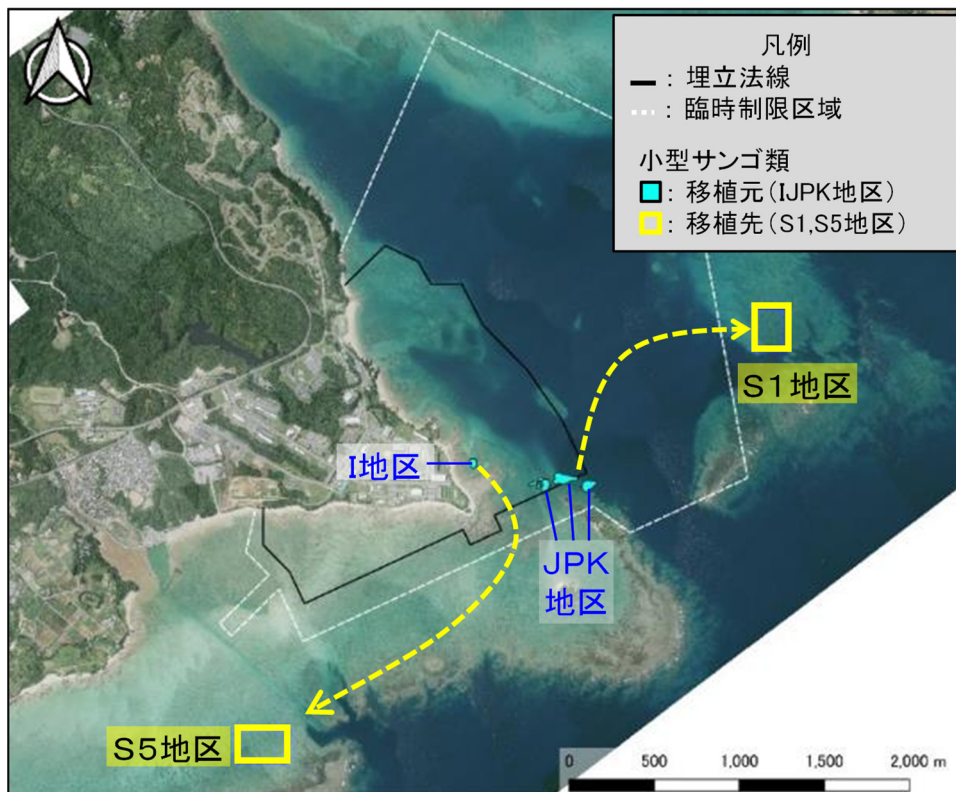 凡例
: 埋立法線
: 臨時制限区域
小型サンゴ類
: 移植元(IJPK地区)
: 移植先(S1,S5地区)
S1地区
I地区
JPK
地区
S5地区
0 500 1,000 1,500 2,000 m